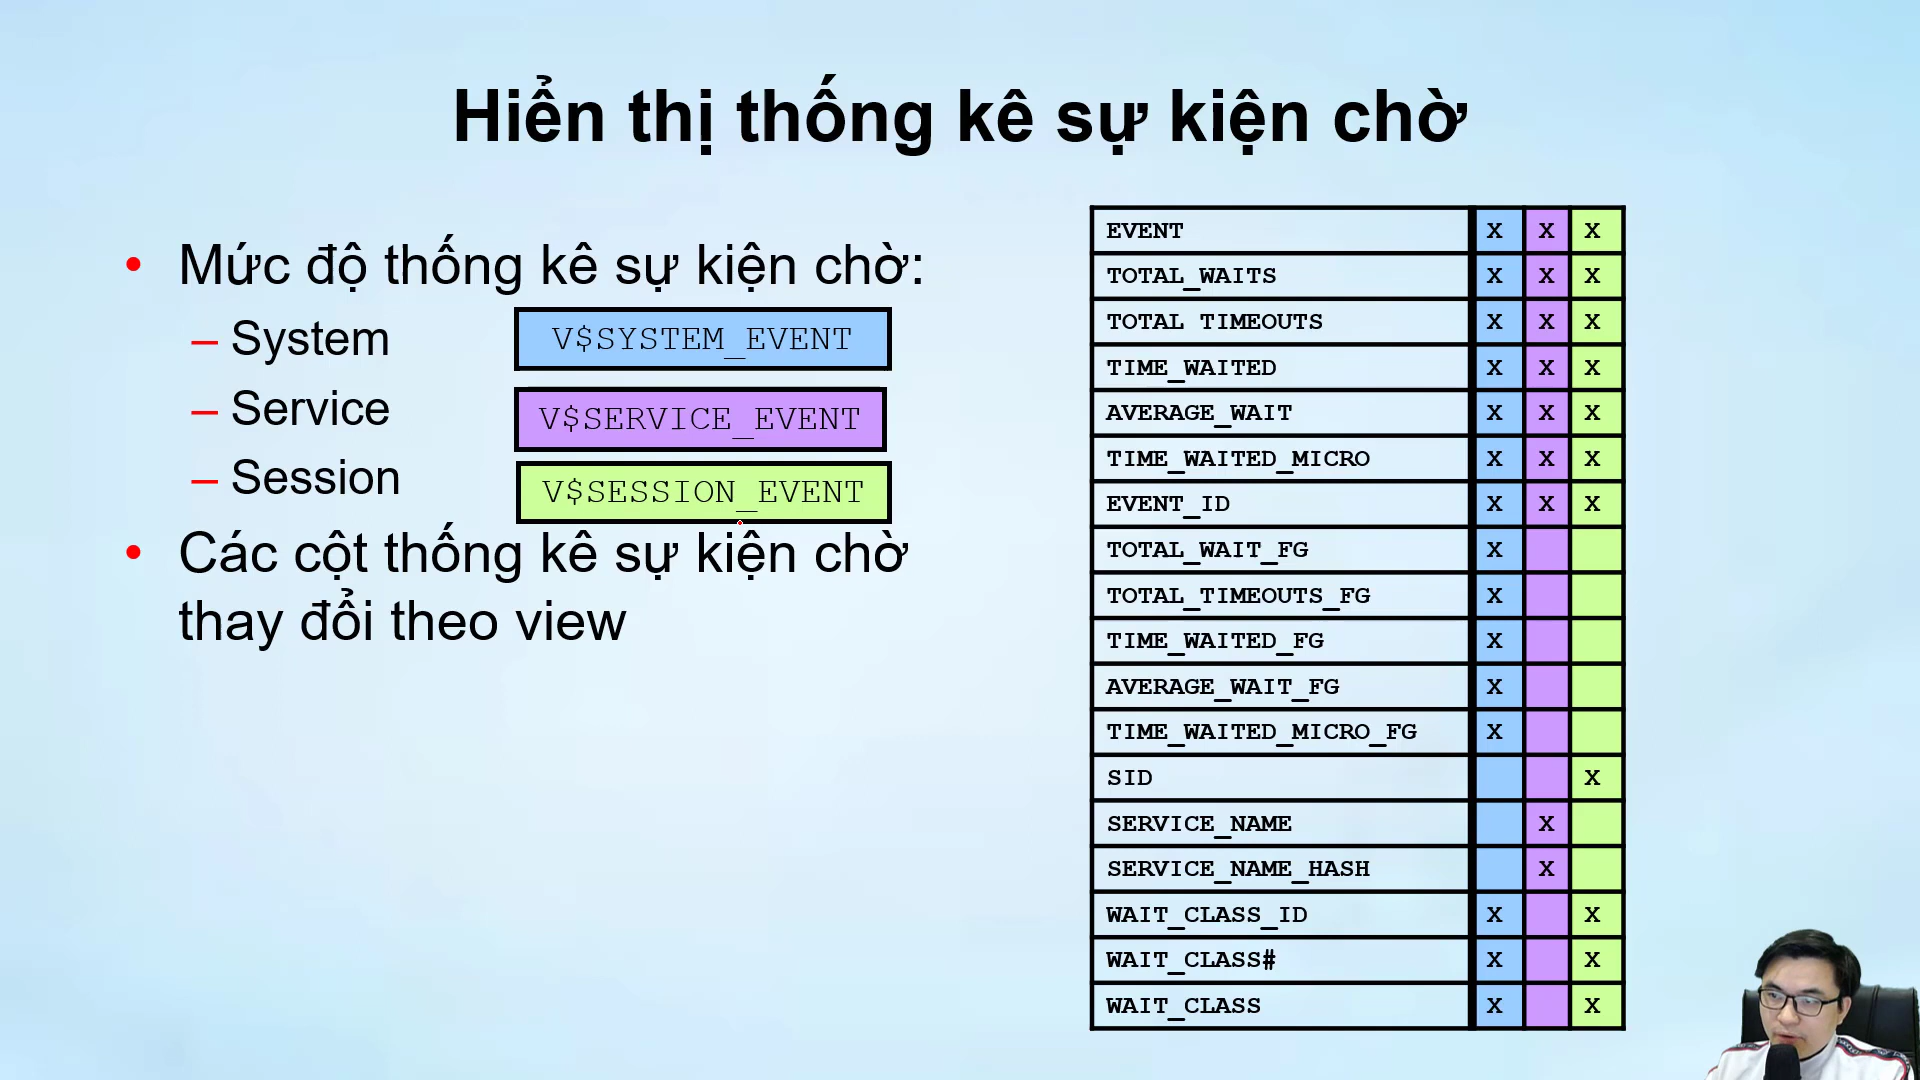 Hiển thị thống kê sự kiện chờ
• Mức độ thống kê sự kiện chờ:
– System V$SYSTEM_EVENT
– Service V$SERVICE_EVENT
– Session V$SESSION_EVENT
• Các cột thống kê sự kiện chờ
thay đổi theo view
EVENT X X X
TOTAL_WAITS X X X
TOTAL TIMEOUTS X X X
TIME_WAITED X X X
AVERAGE_WAIT X X X
TIME_WAITED_MICRO X X X
EVENT_ID X X X
TOTAL_WAIT_FG X
TOTAL_TIMEOUTS_FG X
TIME_WAITED_FG X
AVERAGE_WAIT_FG X
TIME_WAITED_MICRO_FG X
SID X
SERVICE_NAME X
SERVICE_NAME_HASH X
WAIT_CLASS_ID X X
WAIT_CLASS# X X
WAIT_CLASS X X